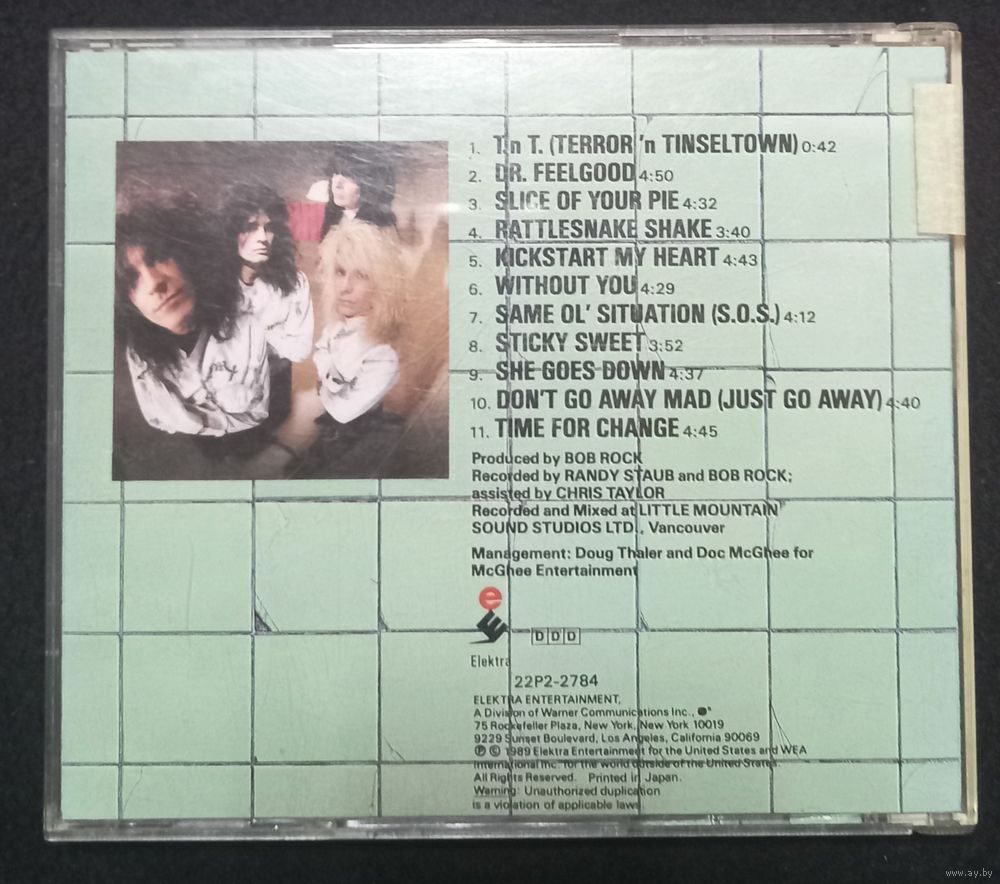 1. T.n T. (TERROR 'n TINSELTOWN) 0:42
2. DR. FEELGOOD 4:50
3. SLICE OF YOUR PIE 4:32
4. RATTLESNAKE SHAKE 3:40
5. KICKSTART MY HEART 4:43
6. WITHOUT YOU 4:29
7. SAME OL' SITUATION (S.O.S.) 4:12
8. STICKY SWEET 3:52
9. SHE GOES DOWN 4:37
10. DON'T GO AWAY MAD (JUST GO AWAY) 4:40
11. TIME FOR CHANGE 4:45
Produced by BOB ROCK
Recorded by RANDY STAUB and BOB ROCK;
assisted by CHRIS TAYLOR
Recorded and Mixed at LITTLE MOUNTAIN
SOUND STUDIOS LTD., Vancouver
Management: Doug Thaler and Doc McGhee for
McGhee Entertainment
e
E
DDD
Elektra
22P2-2784
ELEKTRA ENTERTAINMENT,
A Division of Warner Communications Inc.,
75 Rockefeller Plaza, New York, New York 10019
9229 Sunset Boulevard, Los Angeles, California 90069
℗ © 1989 Elektra Entertainment for the United States and WEA
International Inc. for the world outside of the United States.
All Rights Reserved. Printed in Japan.
Warning: Unauthorized duplication
is a violation of applicable laws.
www.ay.by